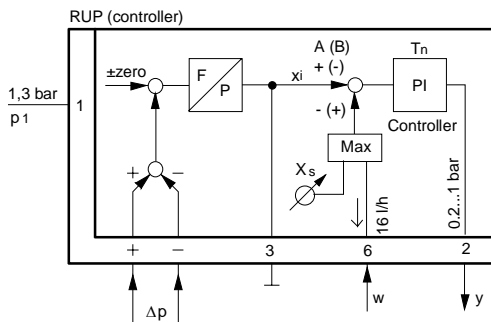 RUP (controller)
1,3 bar
p1
1
±zero
F
P
xi
A (B)
+ (-)
- (+)
Tn
PI
Controller
Max
Xs
16 l/h
0.2...1 bar
+ −
+ −
3
6
2
Δp
w
y